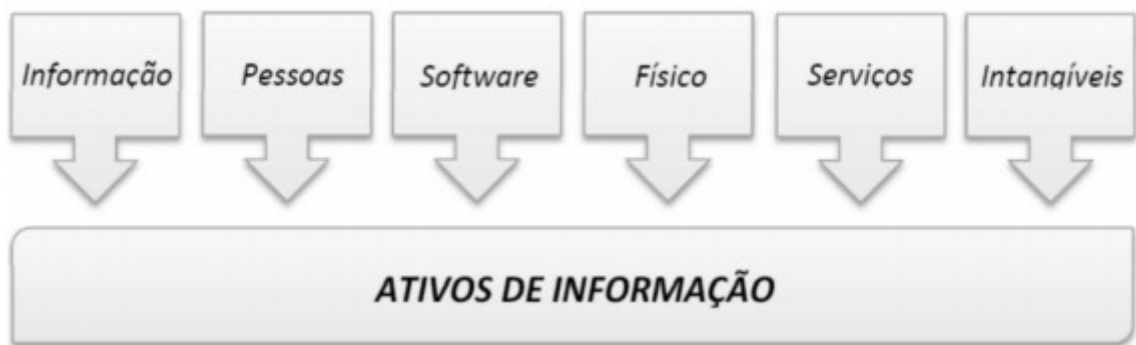 Informação
Pessoas
Software
Físico
Serviços
Intangíveis
ATIVOS DE INFORMAÇÃO